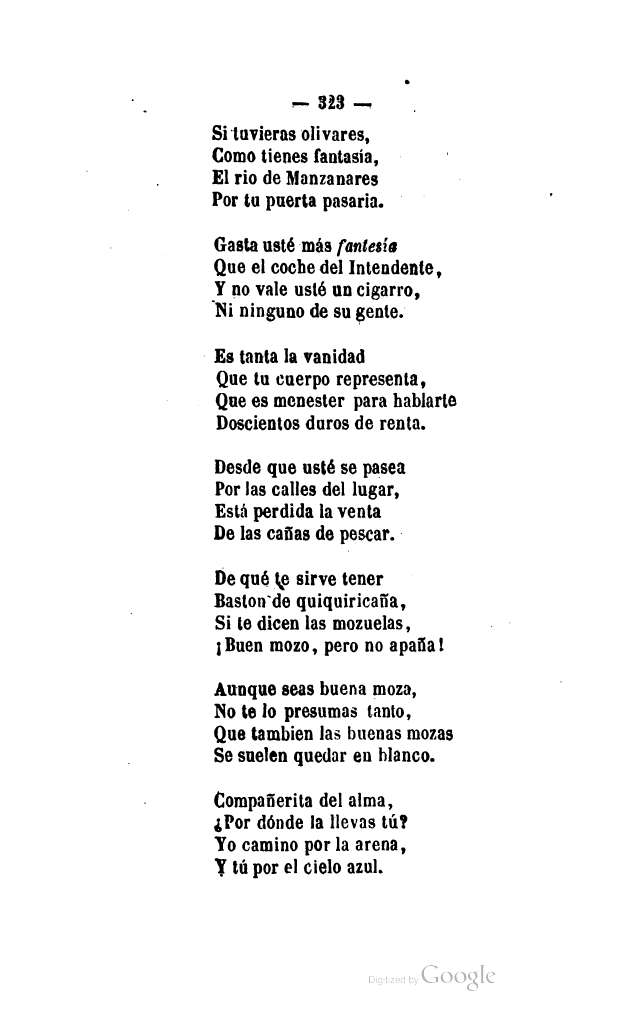 — 323 —
Si tuvieras olivares,
Como tienes fantasía,
El rio de Manzanares
Por tu puerta pasaria.
Gasta usté más fantesía
Que el coche del Intendente,
Y no vale usté un cigarro,
Ni ninguno de su gente.
Es tanta la vanidad
Que tu cuerpo representa,
Que es menester para hablarte
Doscientos duros de renta.
Desde que usté se pasea
Por las calles del lugar,
Está perdida la venta
De las cañas de pescar.
De qué te sirve tener
Baston de quiquiricaña,
Si te dicen las mozuelas,
¡Buen mozo, pero no apaña!
Aunque seas buena moza,
No te lo presumas tanto,
Que tambien las buenas mozas
Se suelen quedar en blanco.
Compañerita del alma,
¿Por dónde la llevas tú?
Yo camino por la arena,
Y tú por el cielo azul.
Digitized by Google